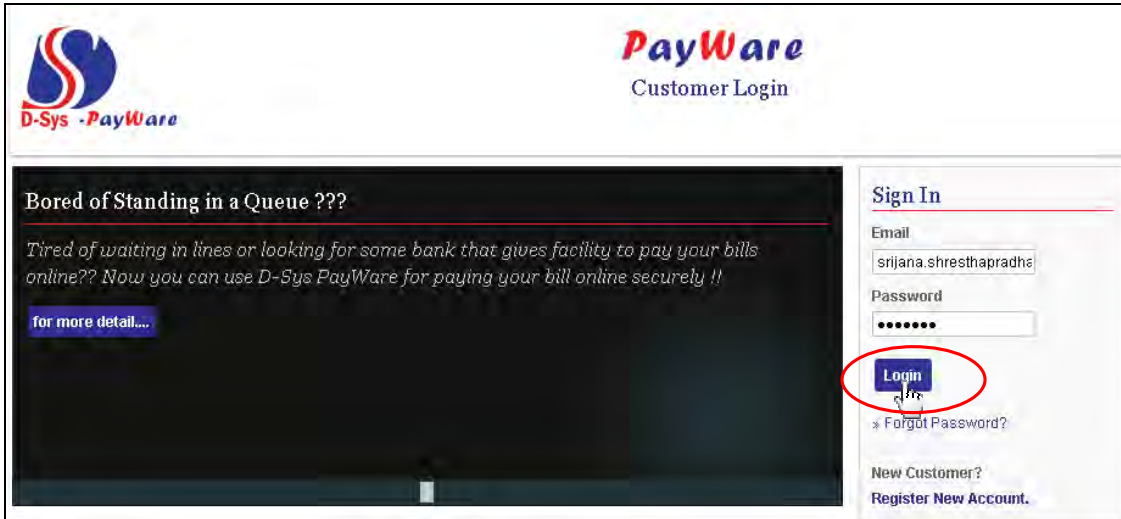 D-Sys -PayWare
PayWare
Customer Login
Bored of Standing in a Queue ???
Tired of waiting in lines or looking for some bank that gives facility to pay your bills
online?? Now you can use D-Sys PayWare for paying your bill online securely !!
for more detail....
Sign In
Email
srijana.shresthapradha
Password
•••••••
Login
» Forgot Password?
New Customer?
Register New Account.